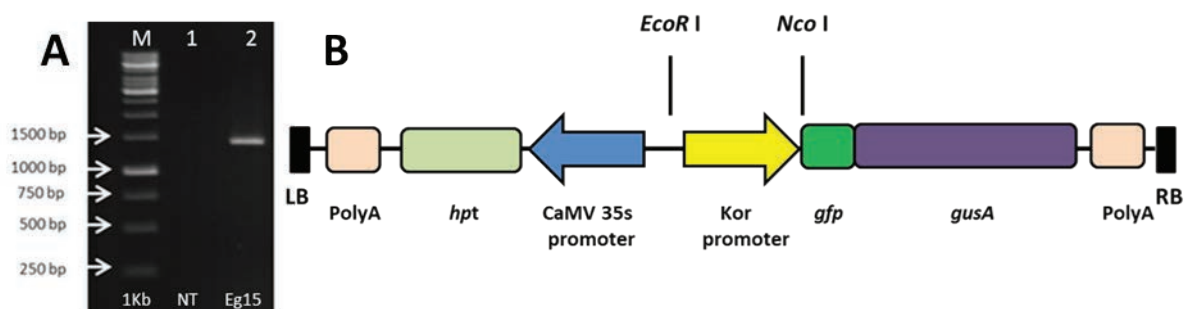 A
M 1 2
1500 bp
1000 bp
750 bp
500 bp
250 bp
1Kb NT Eg15
B
EcoR I Nco I
LB
RB
PolyA hpt CaMV 35s promoter Kor promoter gfp gusA PolyA